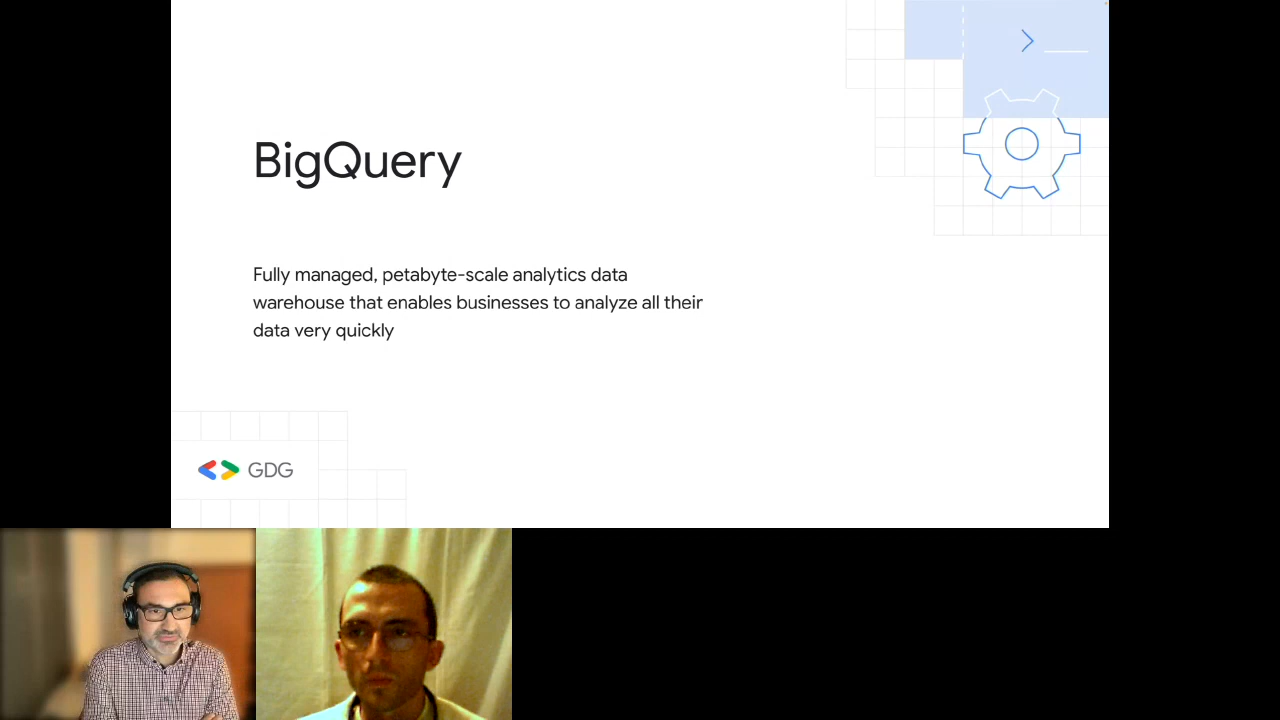 BigQuery
Fully managed, petabyte-scale analytics data
warehouse that enables businesses to analyze all their
data very quickly
GDG